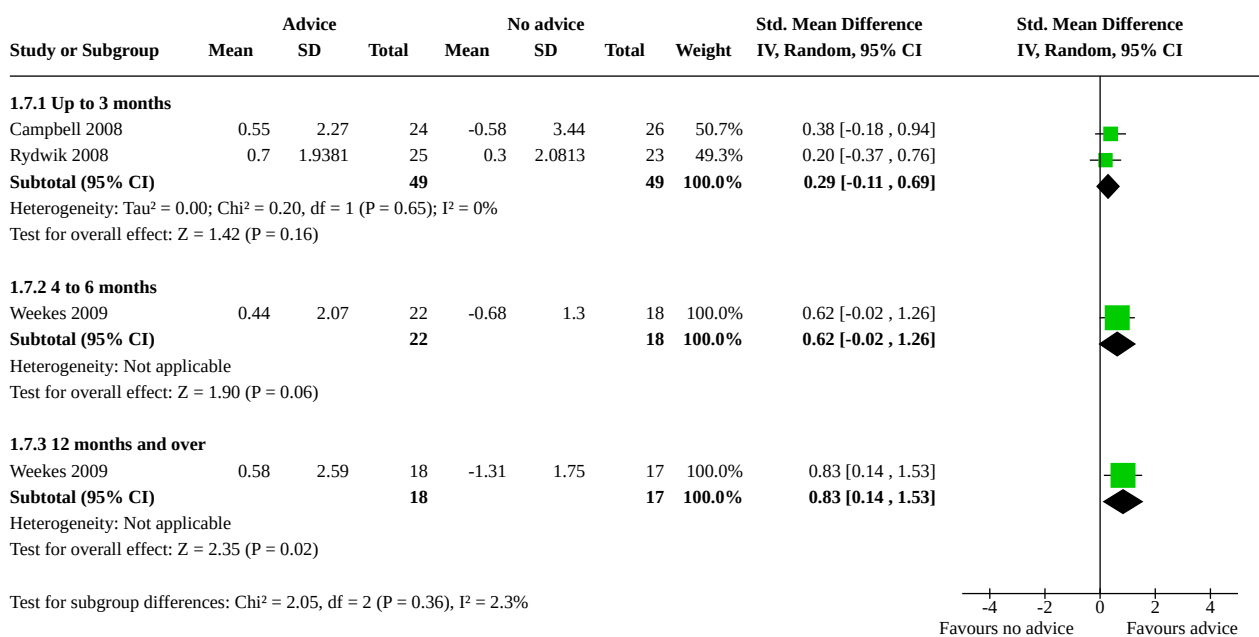 Advice No advice Std. Mean Difference Std. Mean Difference
Study or Subgroup Mean SD Total Mean SD Total Weight IV, Random, 95% CI IV, Random, 95% CI
1.7.1 Up to 3 months
Campbell 2008 0.55 2.27 24 -0.58 3.44 26 50.7% 0.38 [-0.18 , 0.94]
Rydwik 2008 0.7 1.9381 25 0.3 2.0813 23 49.3% 0.20 [-0.37 , 0.76]
Subtotal (95% CI) 49 49 100.0% 0.29 [-0.11 , 0.69]
Heterogeneity: Tau² = 0.00; Chi² = 0.20, df = 1 (P = 0.65); I² = 0%
Test for overall effect: Z = 1.42 (P = 0.16)
1.7.2 4 to 6 months
Weekes 2009 0.44 2.07 22 -0.68 1.3 18 100.0% 0.62 [-0.02 , 1.26]
Subtotal (95% CI) 22 18 100.0% 0.62 [-0.02 , 1.26]
Heterogeneity: Not applicable
Test for overall effect: Z = 1.90 (P = 0.06)
1.7.3 12 months and over
Weekes 2009 0.58 2.59 18 -1.31 1.75 17 100.0% 0.83 [0.14 , 1.53]
Subtotal (95% CI) 18 17 100.0% 0.83 [0.14 , 1.53]
Heterogeneity: Not applicable
Test for overall effect: Z = 2.35 (P = 0.02)
Test for subgroup differences: Chi² = 2.05, df = 2 (P = 0.36), I² = 2.3%
-4 -2 0 2 4
Favours no advice Favours advice